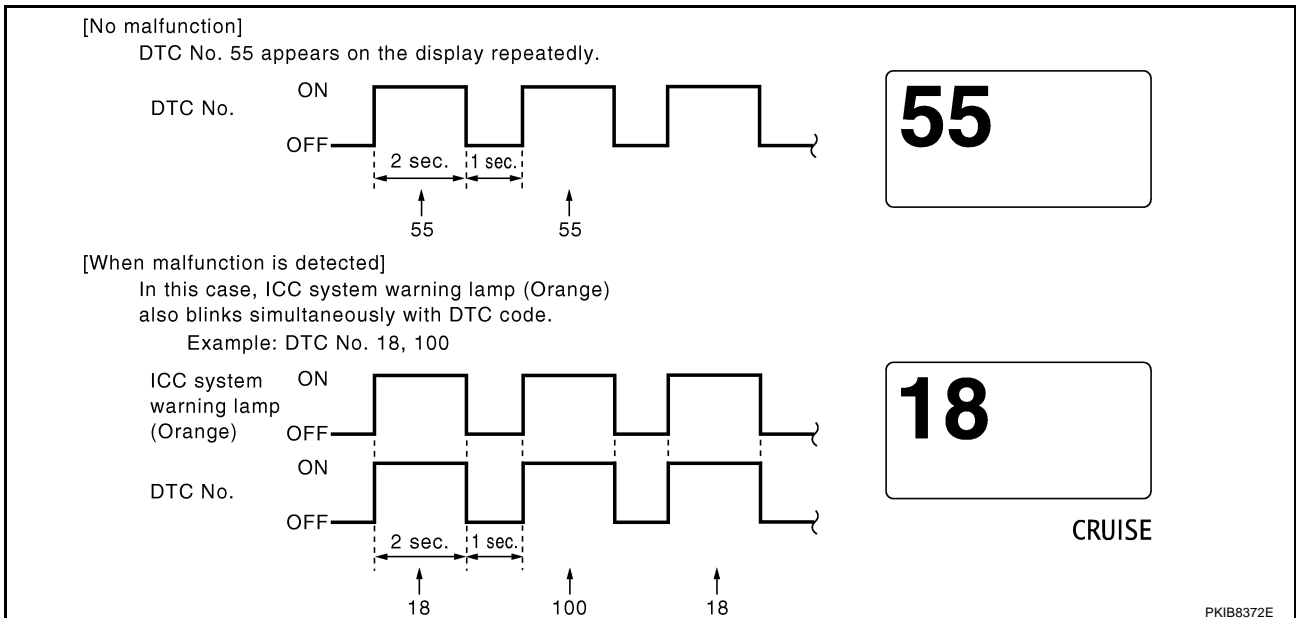 [No malfunction]
DTC No. 55 appears on the display repeatedly.
DTC No.
ON
OFF
2 sec.
1 sec.
55
55
55
[When malfunction is detected]
In this case, ICC system warning lamp (Orange)
also blinks simultaneously with DTC code.
Example: DTC No. 18, 100
ICC system
warning lamp
(Orange)
ON
OFF
DTC No.
ON
OFF
2 sec.
1 sec.
18
100
18
18
CRUISE
PKIB8372E